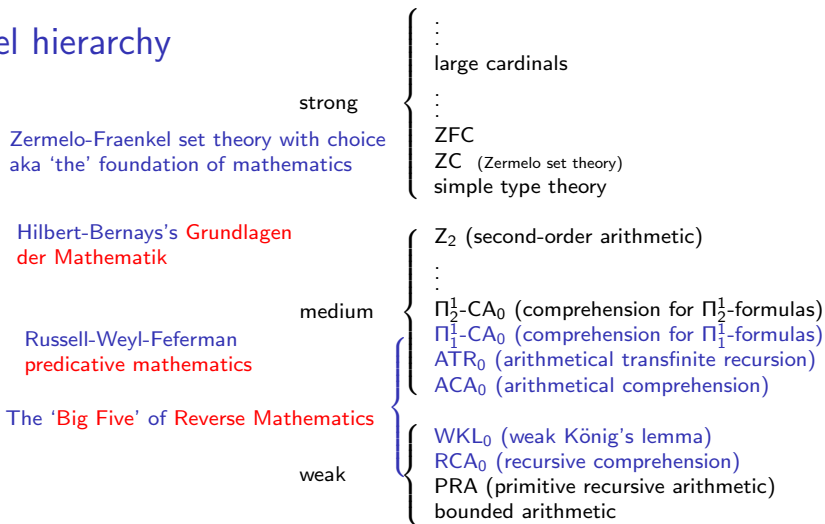 el hierarchy
strong
Zermelo-Fraenkel set theory with choice
aka ‘the’ foundation of mathematics
⋮
large cardinals
⋮
ZFC
ZC (Zermelo set theory)
simple type theory
Hilbert-Bernays's Grundlagen
der Mathematik
medium
Russell-Weyl-Feferman
predicative mathematics
Z₂ (second-order arithmetic)
⋮
Π¹₂-CA₀ (comprehension for Π¹₂-formulas)
Π¹₁-CA₀ (comprehension for Π¹₁-formulas)
ATR₀ (arithmetical transfinite recursion)
ACA₀ (arithmetical comprehension)
The ‘Big Five’ of Reverse Mathematics
weak
WKL₀ (weak König's lemma)
RCA₀ (recursive comprehension)
PRA (primitive recursive arithmetic)
bounded arithmetic